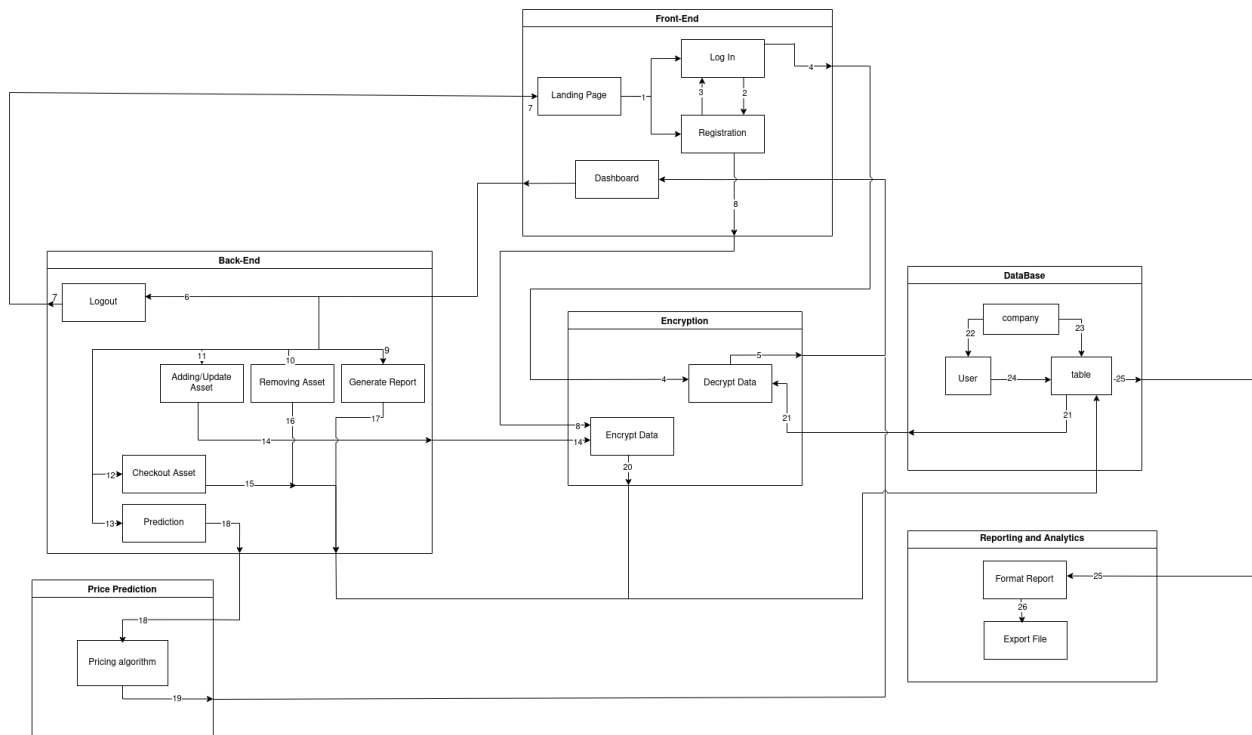 Front-End
Log In
4
Landing Page
1
3
2
7
Registration
Dashboard
8
Back-End
7
Logout
6
DataBase
company
22
23
User
24
table
-25
21
Encryption
5
4
Decrypt Data
21
8
Encrypt Data
14
20
11
10
9
Adding/Update
Asset
Removing Asset
Generate Report
16
17
14
12
Checkout Asset
15
13
Prediction
18
Reporting and Analytics
Format Report
25
26
Export File
Price Prediction
18
Pricing algorithm
19